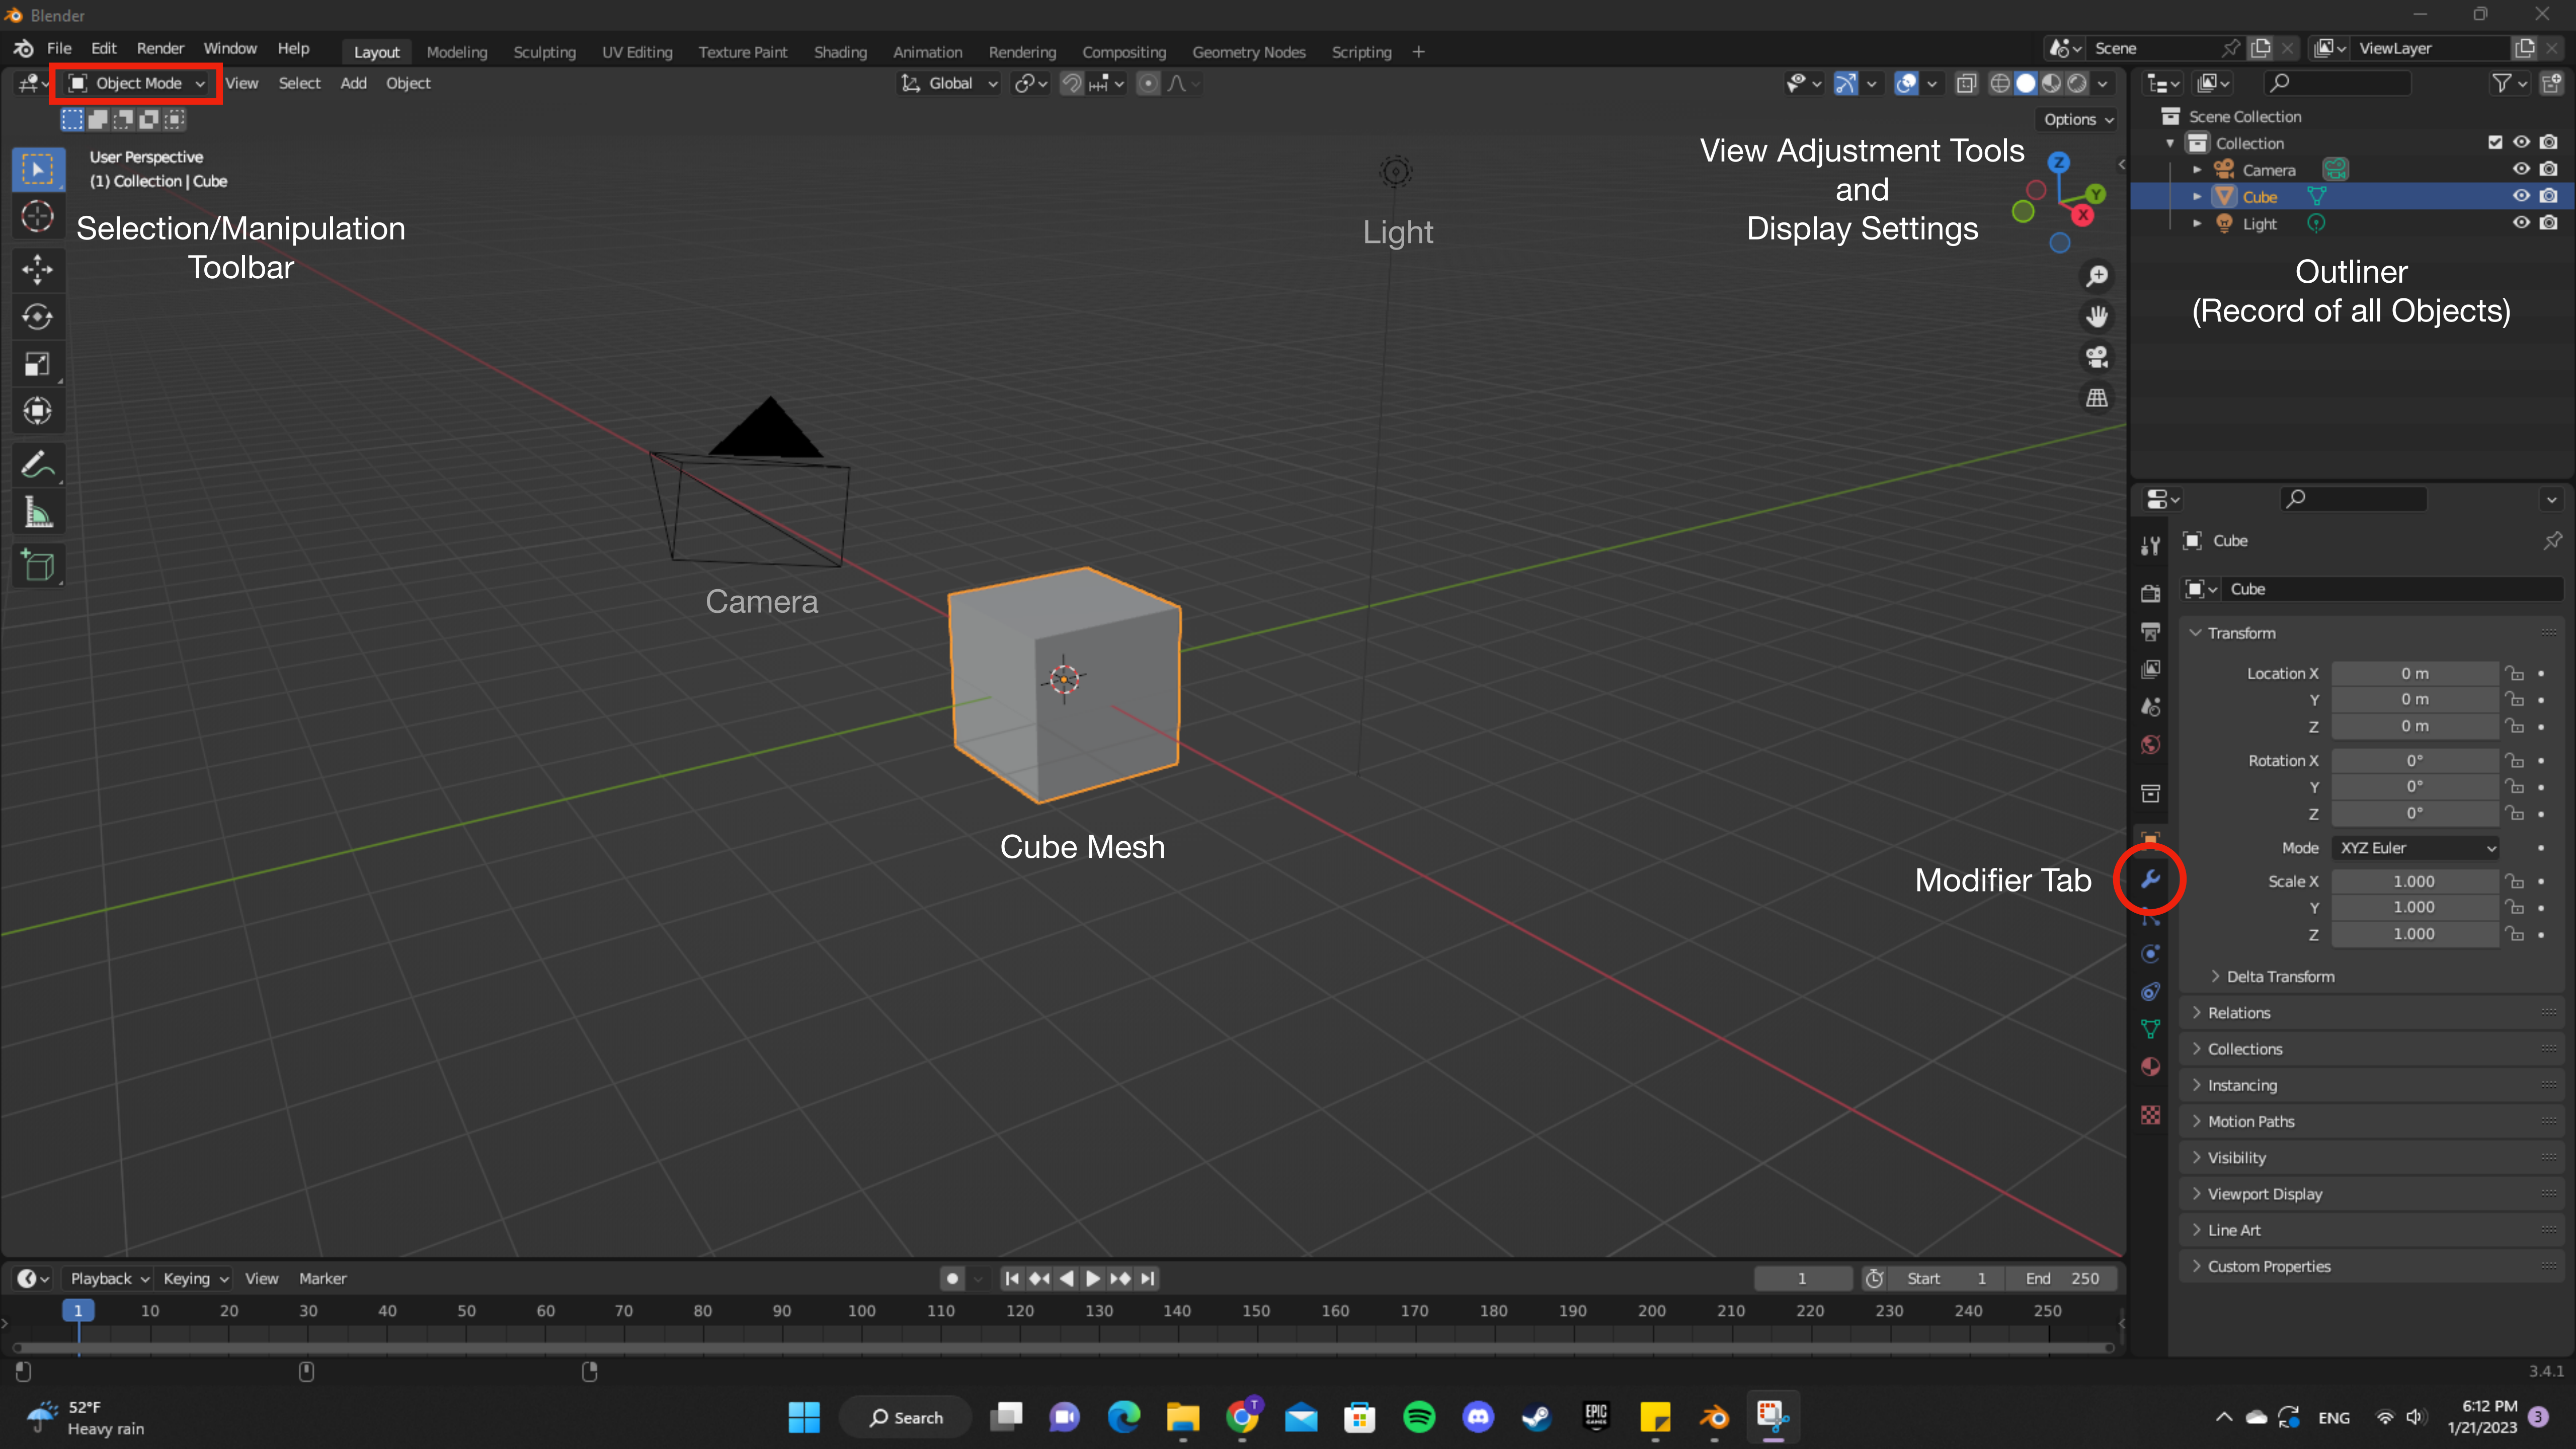 Blender
File Edit Render Window Help Layout Modeling Sculpting UV Editing Texture Paint Shading Animation Rendering Compositing Geometry Nodes Scripting + Scene ViewLayer
Object Mode View Select Add Object Global
Options
User Perspective
(1) Collection | Cube
Selection/Manipulation
Toolbar
Light
View Adjustment Tools
and
Display Settings
Z
Y
X
Camera
Cube Mesh
Modifier Tab
Scene Collection
Collection
Camera
Cube
Light
Outliner
(Record of all Objects)
Cube
Cube
Transform
Location X 0 m
Y 0 m
Z 0 m
Rotation X 0°
Y 0°
Z 0°
Mode XYZ Euler
Scale X 1.000
Y 1.000
Z 1.000
Delta Transform
Relations
Collections
Instancing
Motion Paths
Visibility
Viewport Display
Line Art
Custom Properties
Playback Keying View Marker 1 Start 1 End 250
1 10 20 30 40 50 60 70 80 90 100 110 120 130 140 150 160 170 180 190 200 210 220 230 240 250
3.4.1
52°F
Heavy rain
Search
T
EPIC
GAMES
ENG
6:12 PM
1/21/2023
3